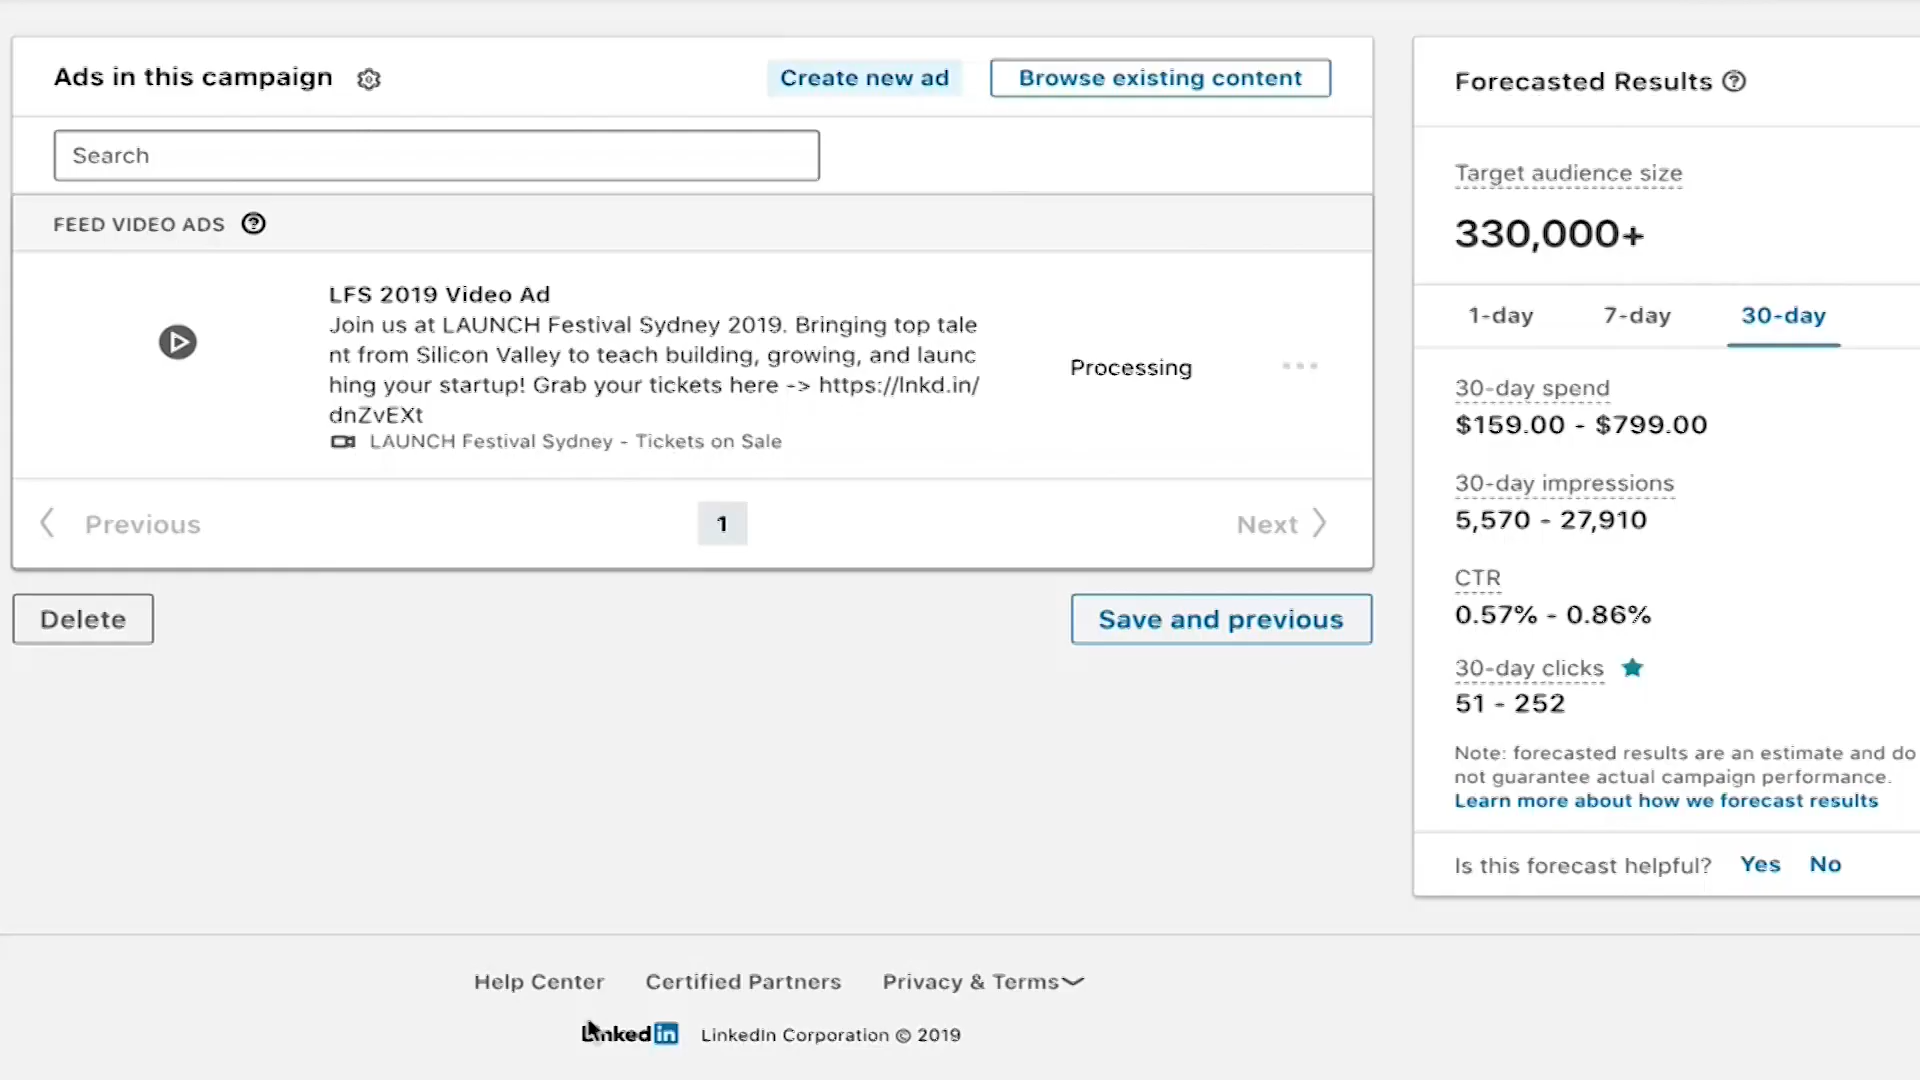 Ads in this campaign
Create new ad
Browse existing content
Search
FEED VIDEO ADS
LFS 2019 Video Ad
Join us at LAUNCH Festival Sydney 2019. Bringing top tale
nt from Silicon Valley to teach building, growing, and launc
hing your startup! Grab your tickets here -> https://lnkd.in/
dnZvEXt
LAUNCH Festival Sydney - Tickets on Sale
Processing
Previous
1
Next
Delete
Save and previous
Forecasted Results
Target audience size
330,000+
1-day 7-day 30-day
30-day spend
$159.00 - $799.00
30-day impressions
5,570 - 27,910
CTR
0.57% - 0.86%
30-day clicks
51 - 252
Note: forecasted results are an estimate and do
not guarantee actual campaign performance.
Learn more about how we forecast results
Is this forecast helpful? Yes No
Help Center Certified Partners Privacy & Terms
Linked in LinkedIn Corporation © 2019